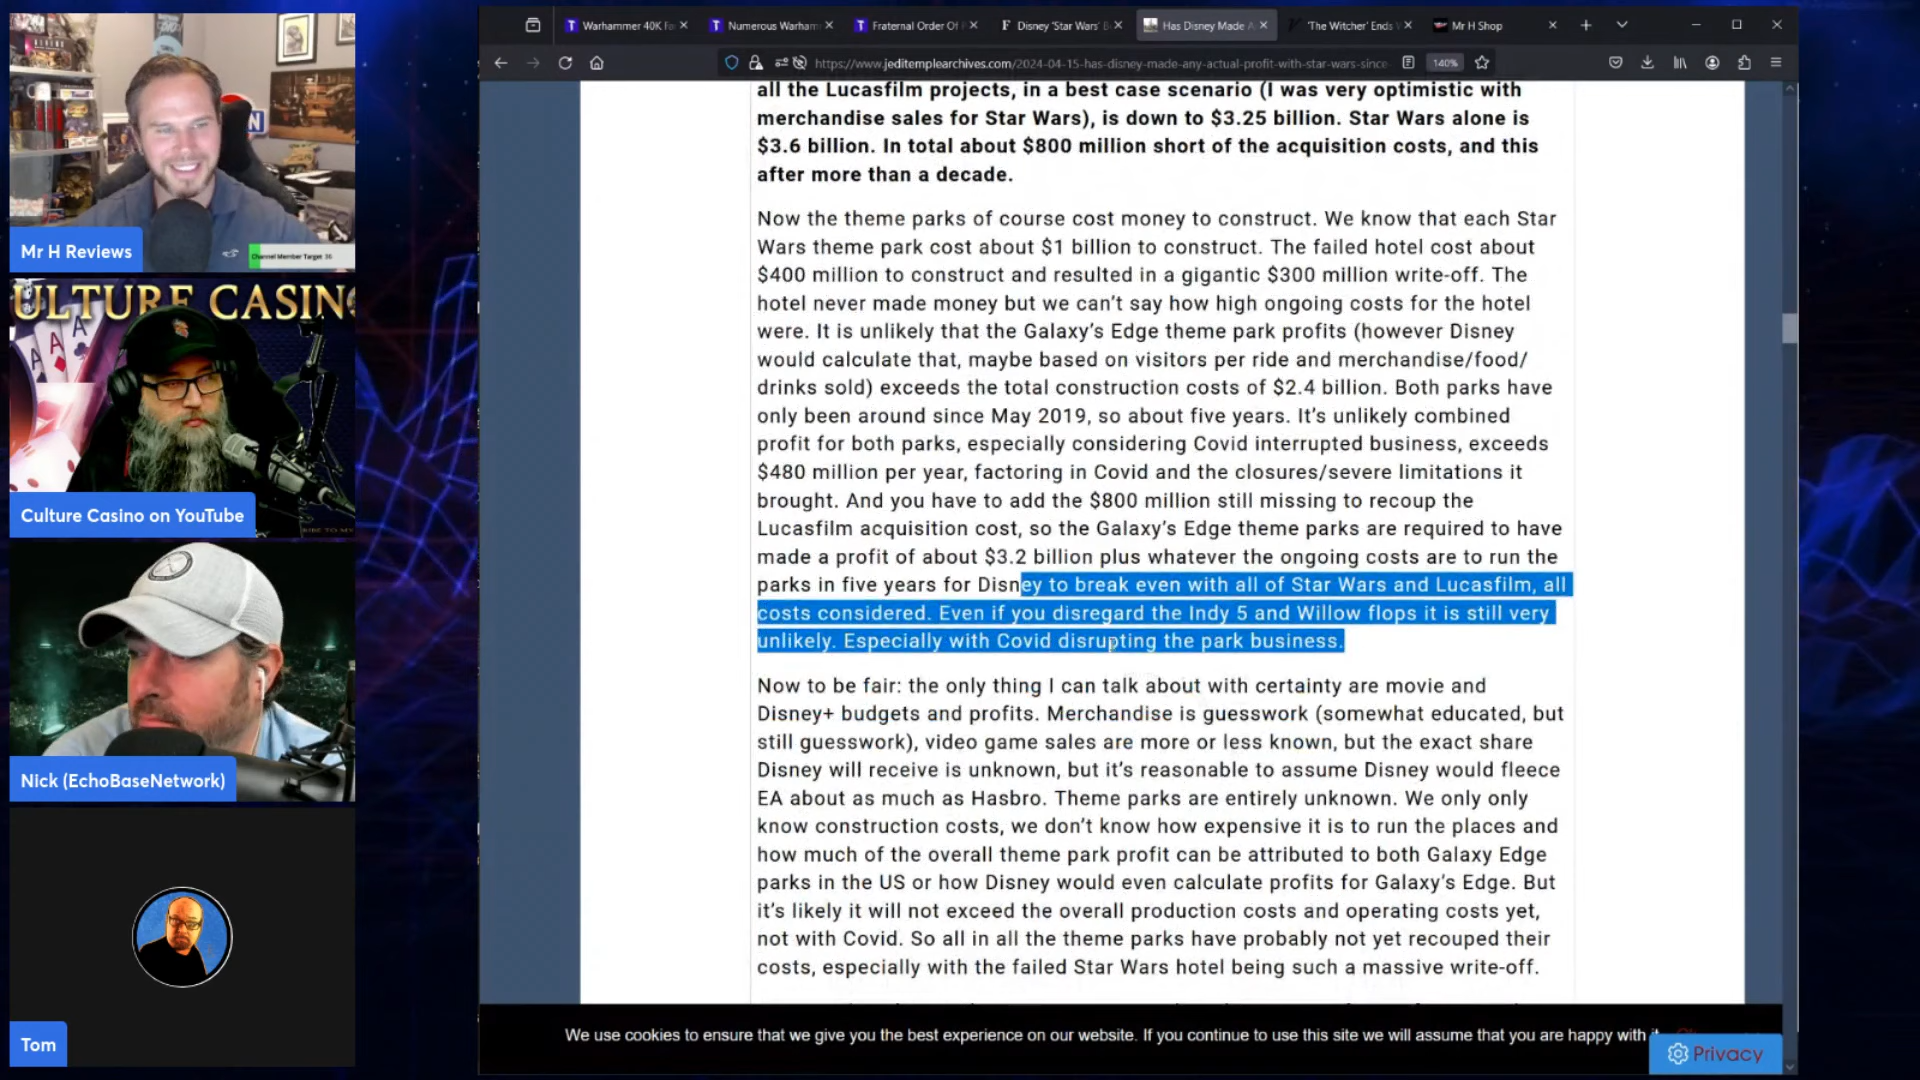 Warhammer 40K Fa
Numerous Warham
Fraternal Order Of
Disney 'Star Wars' B
Has Disney Made A
'The Witcher' Ends
Mr H Shop
https://www.jeditemplearchives.com/2024-04-15-has-disney-made-any-actual-profit-with-star-wars-since-
140%
all the Lucasfilm projects, in a best case scenario (I was very optimistic with
merchandise sales for Star Wars), is down to $3.25 billion. Star Wars alone is
$3.6 billion. In total about $800 million short of the acquisition costs, and this
after more than a decade.
Now the theme parks of course cost money to construct. We know that each Star
Wars theme park cost about $1 billion to construct. The failed hotel cost about
$400 million to construct and resulted in a gigantic $300 million write-off. The
hotel never made money but we can't say how high ongoing costs for the hotel
were. It is unlikely that the Galaxy's Edge theme park profits (however Disney
would calculate that, maybe based on visitors per ride and merchandise/food/
drinks sold) exceeds the total construction costs of $2.4 billion. Both parks have
only been around since May 2019, so about five years. It's unlikely combined
profit for both parks, especially considering Covid interrupted business, exceeds
$480 million per year, factoring in Covid and the closures/severe limitations it
brought. And you have to add the $800 million still missing to recoup the
Lucasfilm acquisition cost, so the Galaxy's Edge theme parks are required to have
made a profit of about $3.2 billion plus whatever the ongoing costs are to run the
parks in five years for Disney to break even with all of Star Wars and Lucasfilm, all
costs considered. Even if you disregard the Indy 5 and Willow flops it is still very
unlikely. Especially with Covid disrupting the park business.
Now to be fair: the only thing I can talk about with certainty are movie and
Disney+ budgets and profits. Merchandise is guesswork (somewhat educated, but
still guesswork), video game sales are more or less known, but the exact share
Disney will receive is unknown, but it's reasonable to assume Disney would fleece
EA about as much as Hasbro. Theme parks are entirely unknown. We only only
know construction costs, we don't know how expensive it is to run the places and
how much of the overall theme park profit can be attributed to both Galaxy Edge
parks in the US or how Disney would even calculate profits for Galaxy's Edge. But
it's likely it will not exceed the overall production costs and operating costs yet,
not with Covid. So all in all the theme parks have probably not yet recouped their
costs, especially with the failed Star Wars hotel being such a massive write-off.
We use cookies to ensure that we give you the best experience on our website. If you continue to use this site we will assume that you are happy with it.
Privacy
Channel Member Target 35
Mr H Reviews
ULTURE CASIN
Culture Casino on YouTube
Nick (EchoBaseNetwork)
Tom